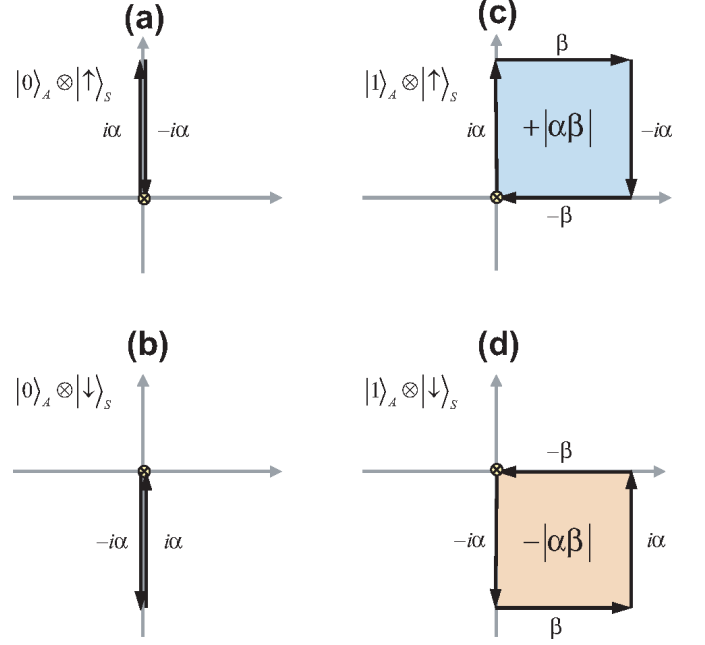 (a)
|0⟩_A ⊗|↑⟩_S
iα
−iα
(c)
|1⟩_A ⊗|↑⟩_S
β
iα
+|αβ|
−iα
−β
(b)
|0⟩_A ⊗|↓⟩_S
−iα
iα
(d)
|1⟩_A ⊗|↓⟩_S
−β
−iα
−|αβ|
iα
β